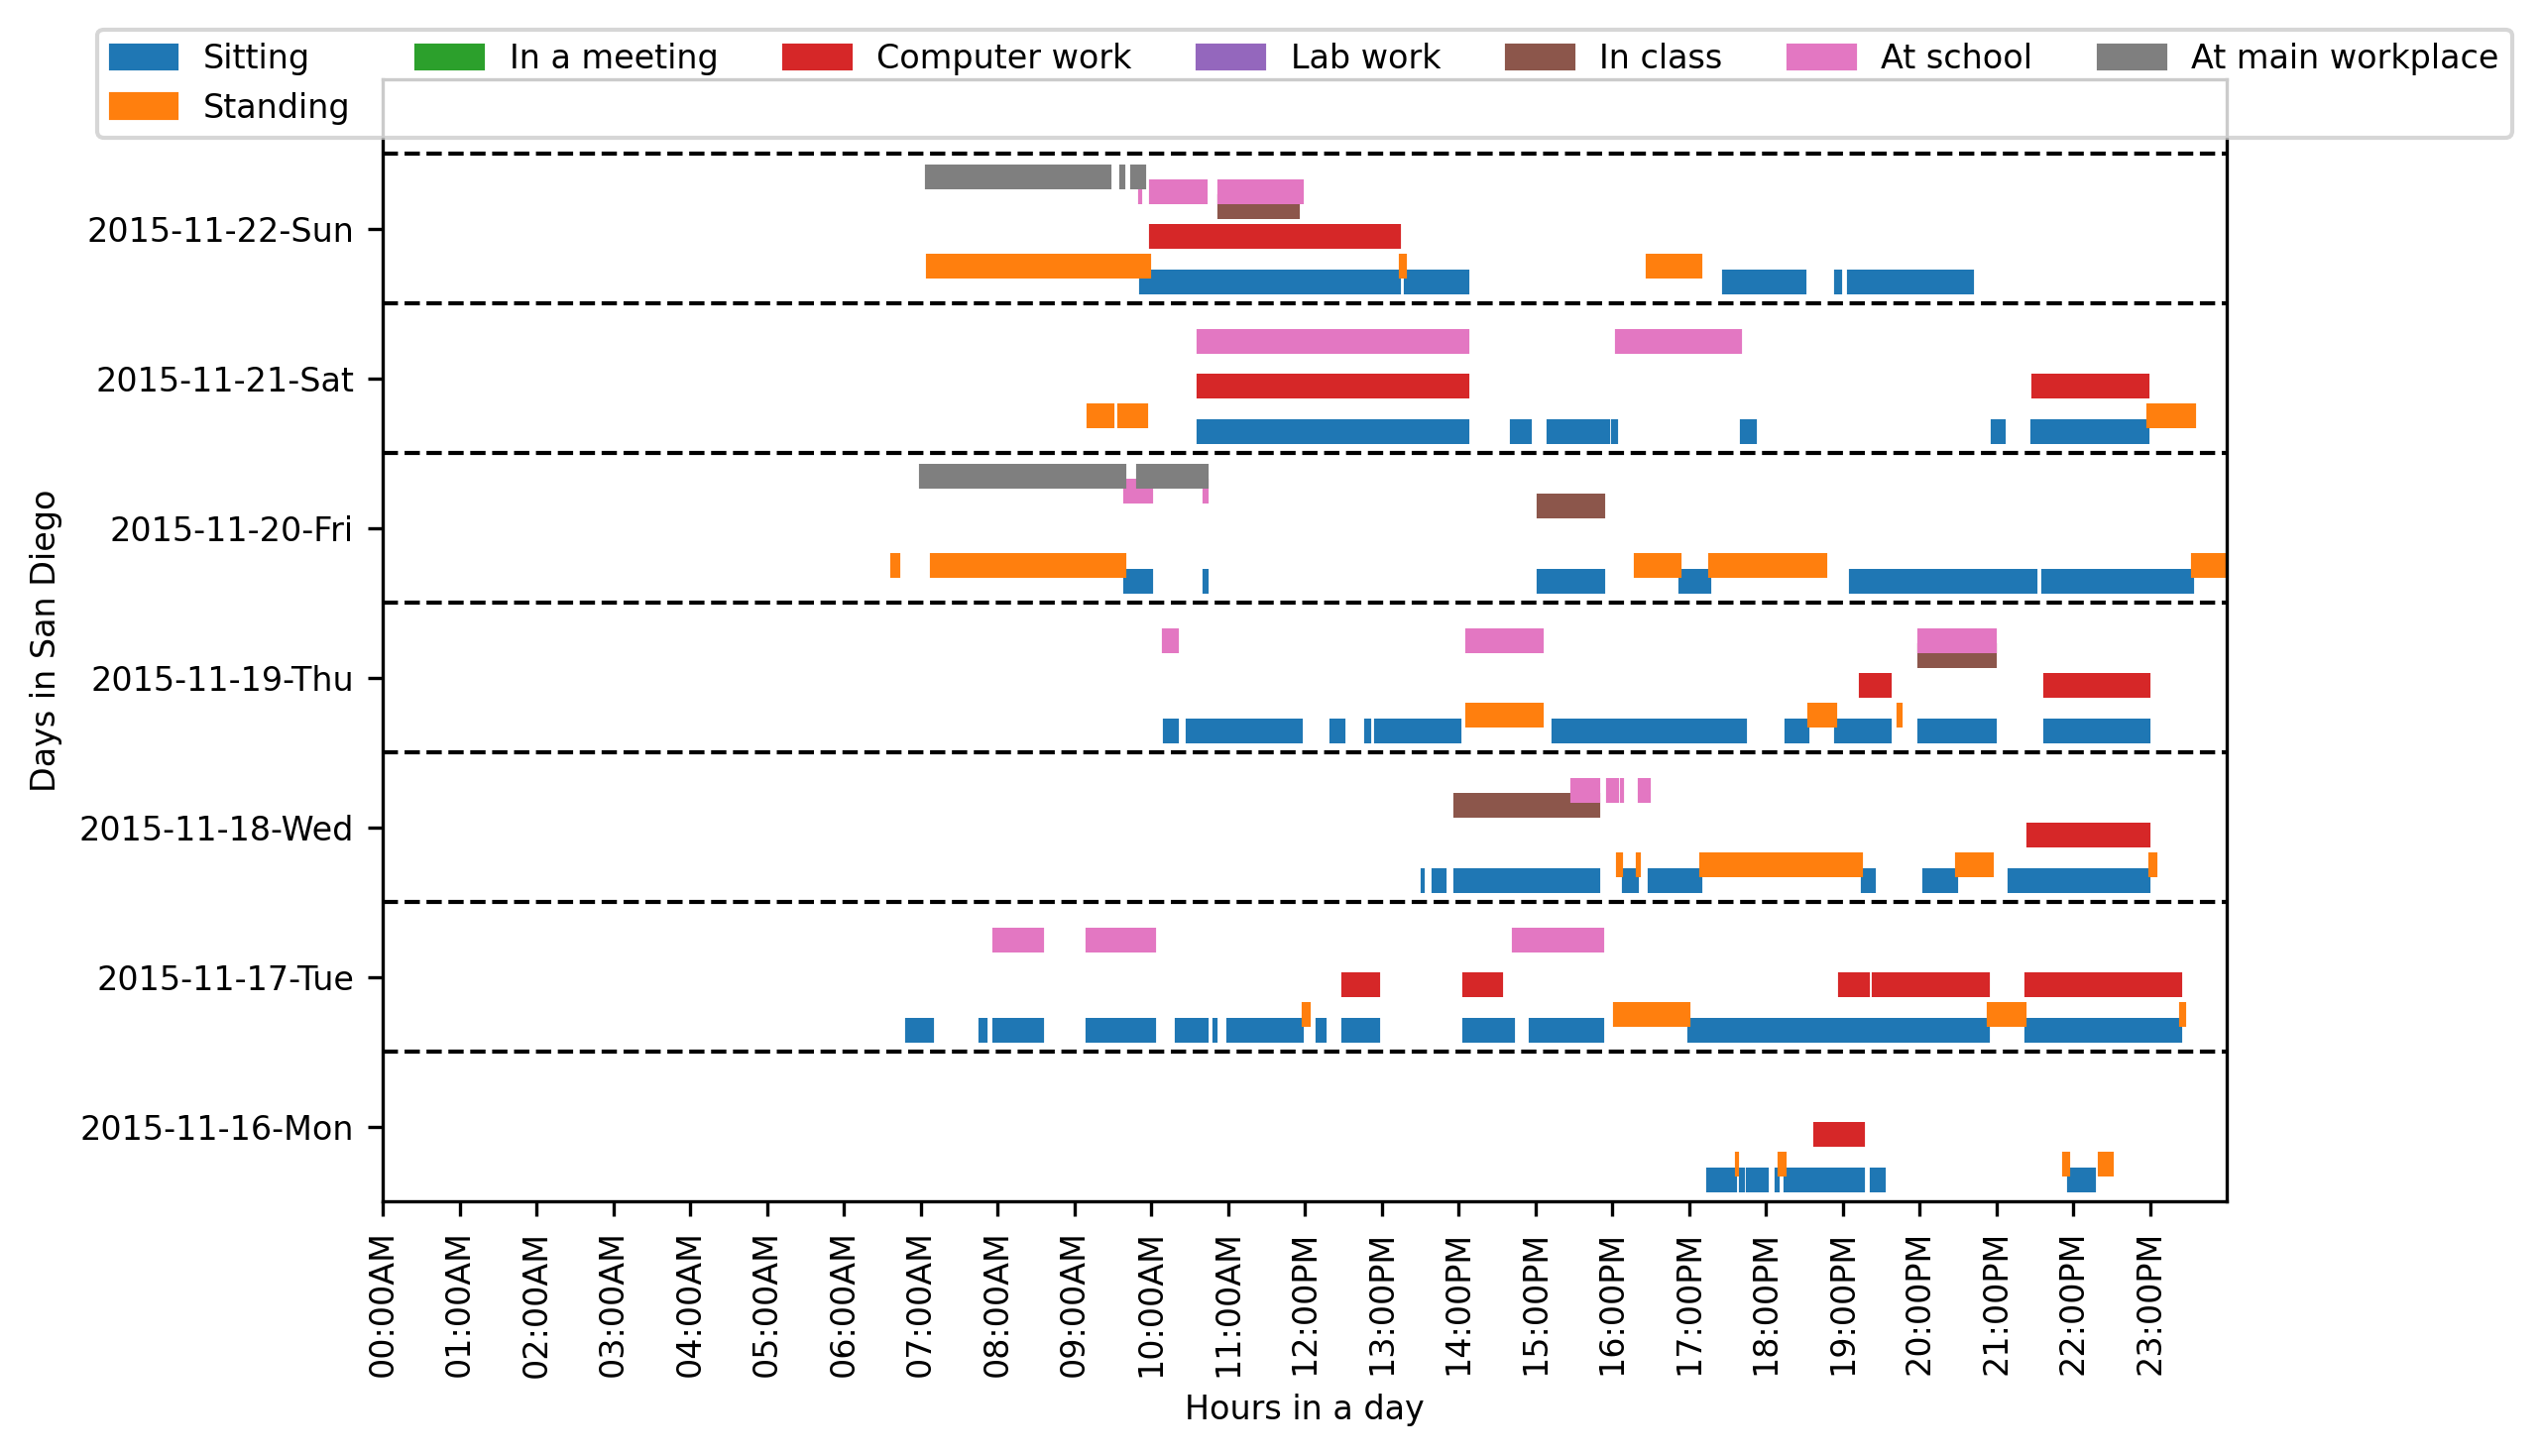 Sitting In a meeting Computer work Lab work In class At school At main workplace
Standing
2015-11-22-Sun
2015-11-21-Sat
2015-11-20-Fri
2015-11-19-Thu
2015-11-18-Wed
2015-11-17-Tue
2015-11-16-Mon
Days in San Diego
00:00AM 01:00AM 02:00AM 03:00AM 04:00AM 05:00AM 06:00AM 07:00AM 08:00AM 09:00AM 10:00AM 11:00AM 12:00PM 13:00PM 14:00PM 15:00PM 16:00PM 17:00PM 18:00PM 19:00PM 20:00PM 21:00PM 22:00PM 23:00PM
Hours in a day